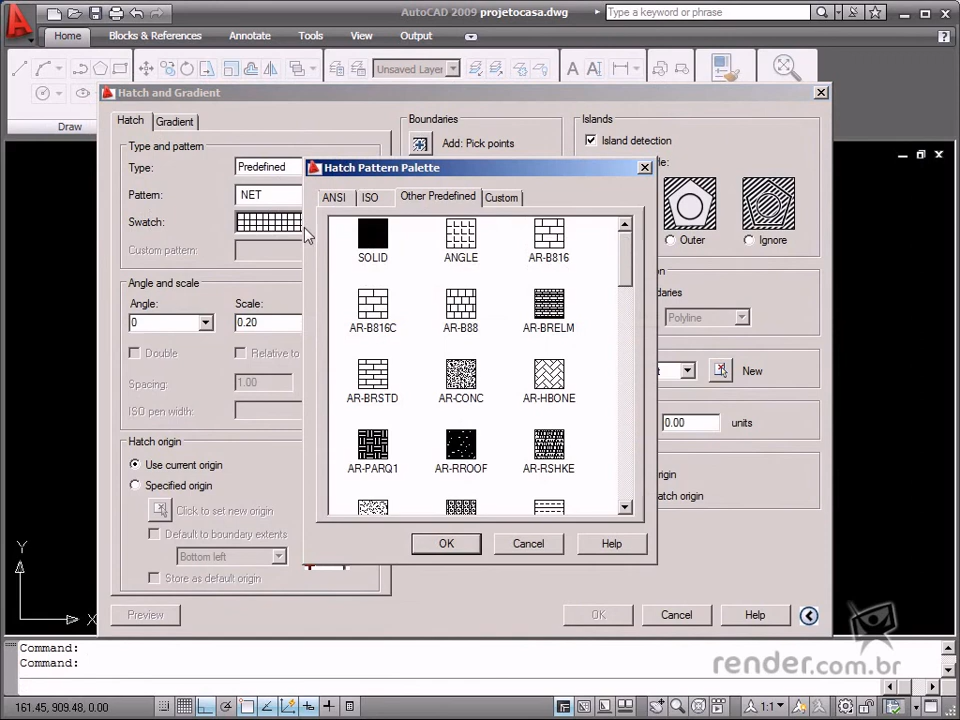 AutoCAD 2009 projetocasa.dwg
Type a keyword or phrase
Home
Blocks & References
Annotate
Tools
View
Output
Unsaved Layer
Draw
Hatch and Gradient
Hatch
Gradient
Type and pattern
Type:
Predefined
Pattern:
NET
Swatch:
Custom pattern:
Angle and scale
Angle:
Scale:
0
0.20
Double
Relative to
Spacing:
1.00
ISO pen width:
Hatch origin
Use current origin
Specified origin
Click to set new origin
Default to boundary extents
Bottom left
Store as default origin
Preview
Boundaries
Add: Pick points
Islands
Island detection
Outer
Ignore
Polyline
New
0.00
units
OK
Cancel
Help
Hatch Pattern Palette
ANSI
ISO
Other Predefined
Custom
SOLID
ANGLE
AR-B816
AR-B816C
AR-B88
AR-BRELM
AR-BRSTD
AR-CONC
AR-HBONE
AR-PARQ1
AR-RROOF
AR-RSHKE
OK
Cancel
Help
Y
X
Command:
Command:
render.com.br
161.45, 909.48, 0.00
1:1